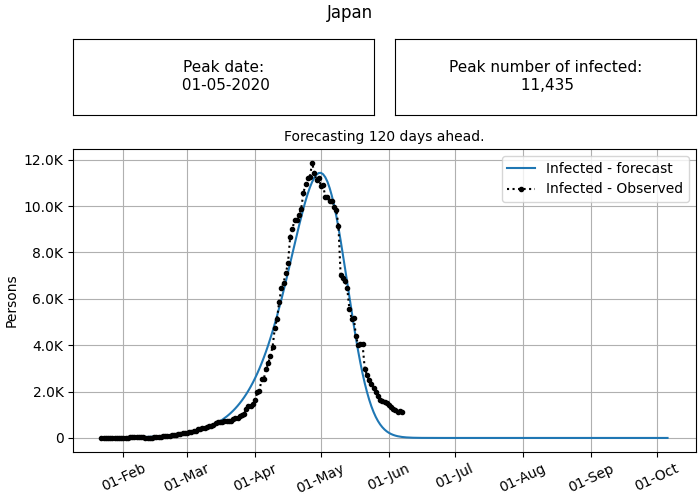 Japan
Peak date:
01-05-2020
Peak number of infected:
11,435
Forecasting 120 days ahead.
Infected - forecast
Infected - Observed
Persons
12.0K
10.0K
8.0K
6.0K
4.0K
2.0K
0
01-Feb
01-Mar
01-Apr
01-May
01-Jun
01-Jul
01-Aug
01-Sep
01-Oct